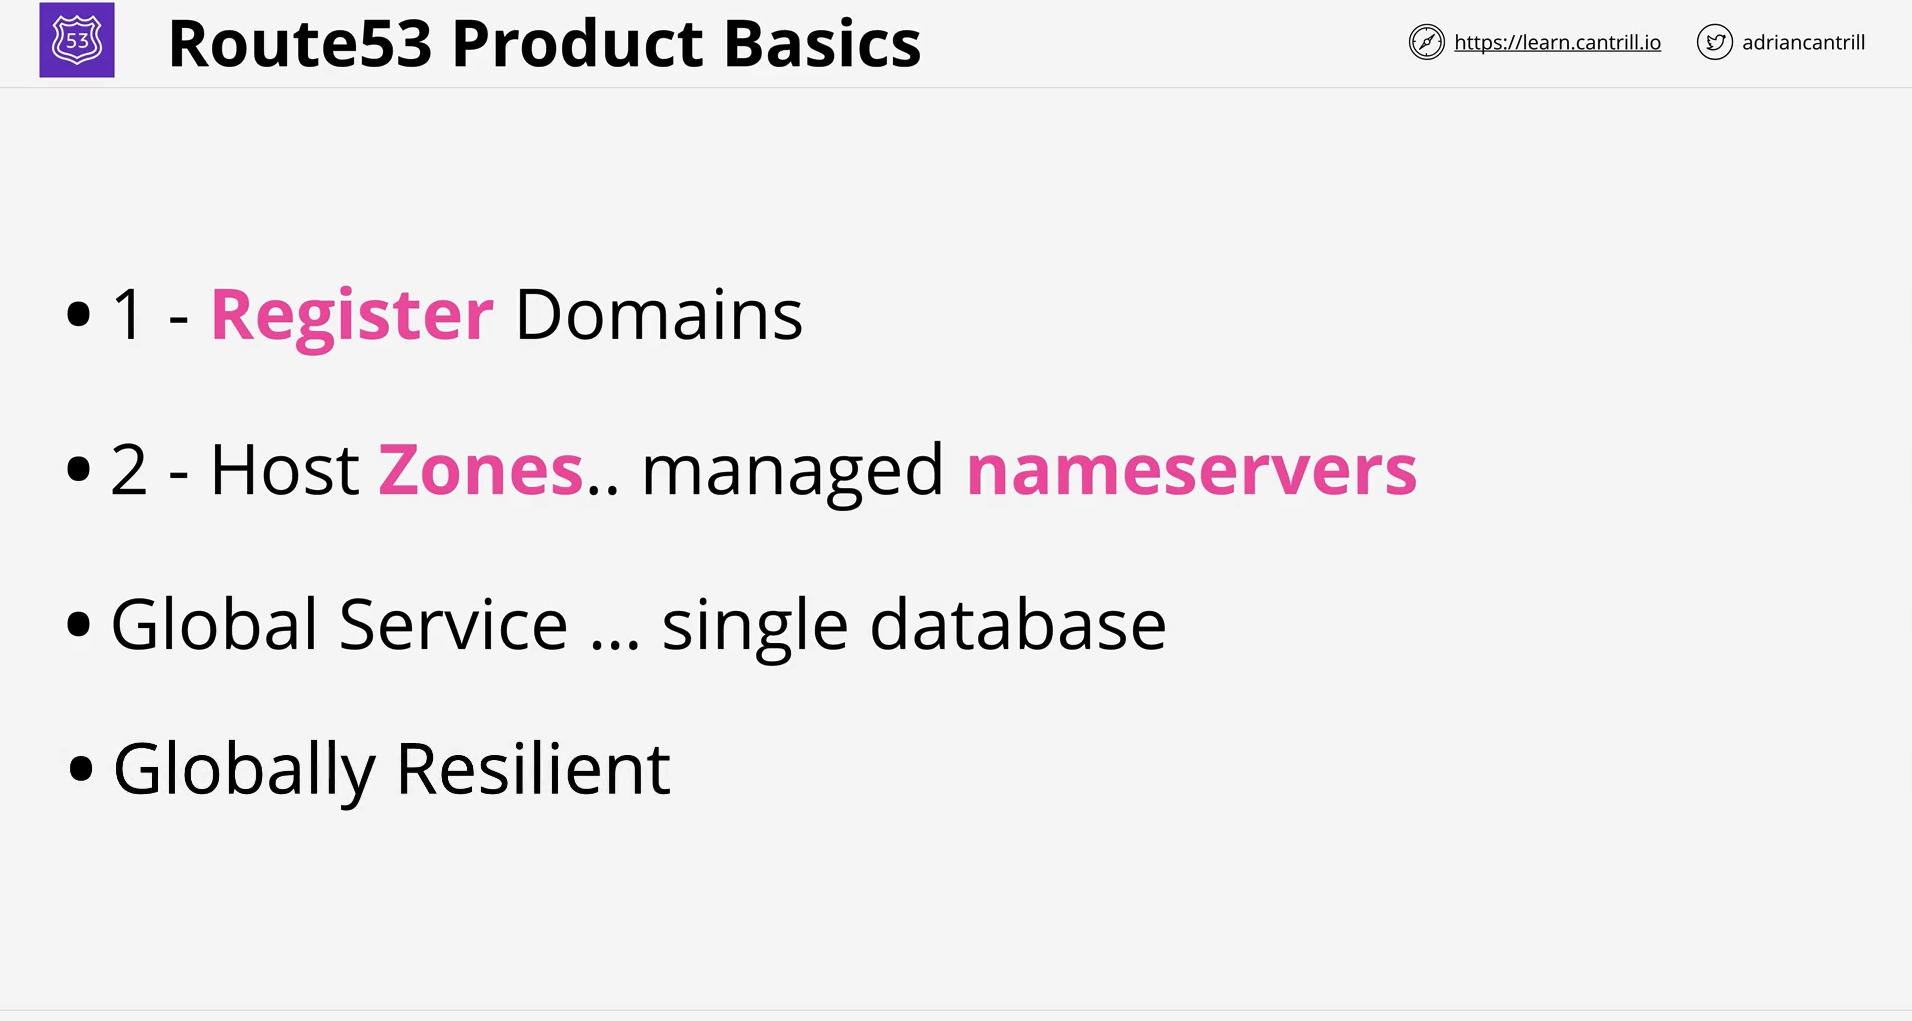 53
Route53 Product Basics
https://learn.cantrill.io
adriancantrill
• 1 - Register Domains
• 2 - Host Zones.. managed nameservers
• Global Service ... single database
• Globally Resilient